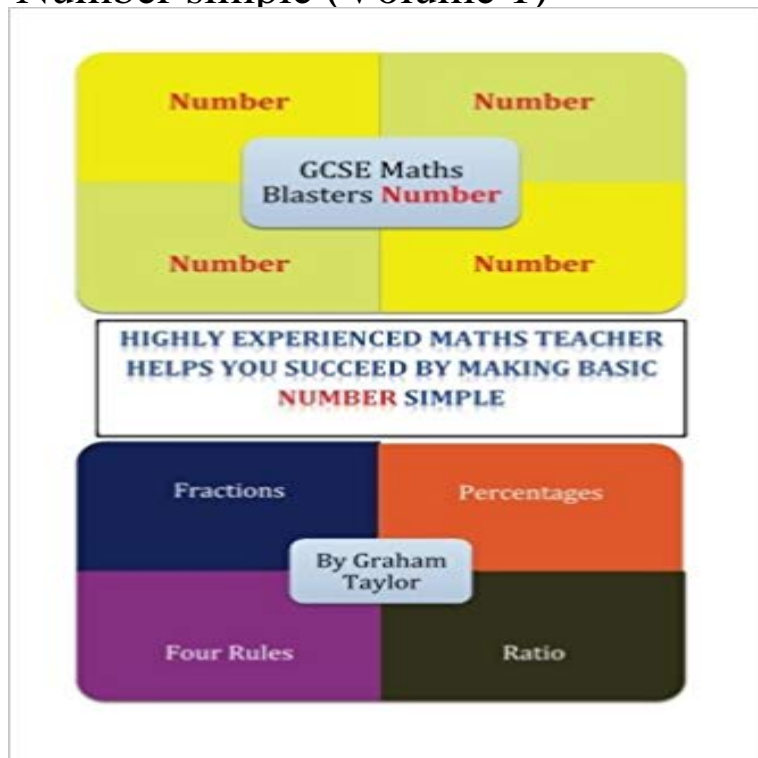 Number simple (Volume 1)
Number Number
GCSE Maths
Blasters Number
Number Number
HIGHLY EXPERIENCED MATHS TEACHER
HELPS YOU SUCCEED BY MAKING BASIC
NUMBER SIMPLE
Fractions Percentages
By Graham
Taylor
Four Rules Ratio